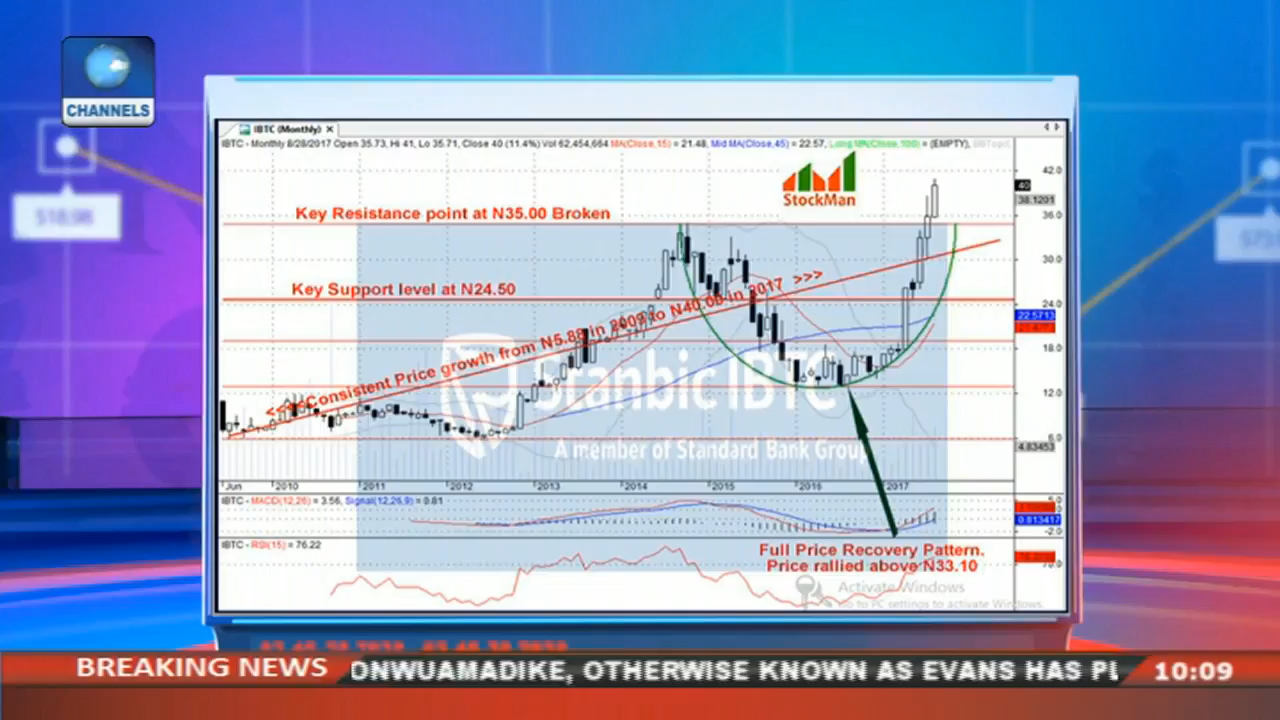 CHANNELS
IBTC (Monthly)
IBTC - Monthly 8/28/2017 Open 35.73, Hi 41, Lo 35.71, Close 40 (11.4%) Vol 62,454,664 MA(Close,15) = 21.48, Mid MA(Close,45) = 22.57, Long MA(Close,100) = (EMPTY),
StockMan
42.0
40
38.1201
Key Resistance point at N35.00 Broken
36.0
30.0
Key Support level at N24.50
24.0
<<<<Consistent Price growth from N5.88 in 2009 to N40.00 in 2017 >>>
22.5713
18.0
Stanbic IBTC
12.0
A member of Standard Bank Group
6.0
4.83453
Jun 2010 2011 2012 2013 2014 2015 2016 2017
IBTC - MACD(12,26) = 3.56, Signal(12,26,9) = 0.81
5.0
0.813417
-2.0
IBTC - RSI(15) = 76.22
Full Price Recovery Pattern.
Price rallied above N33.10
70.0
Activate Windows
Go to PC settings to activate Windows.
BREAKING NEWS ONWUAMADIKE, OTHERWISE KNOWN AS EVANS HAS PL 10:09